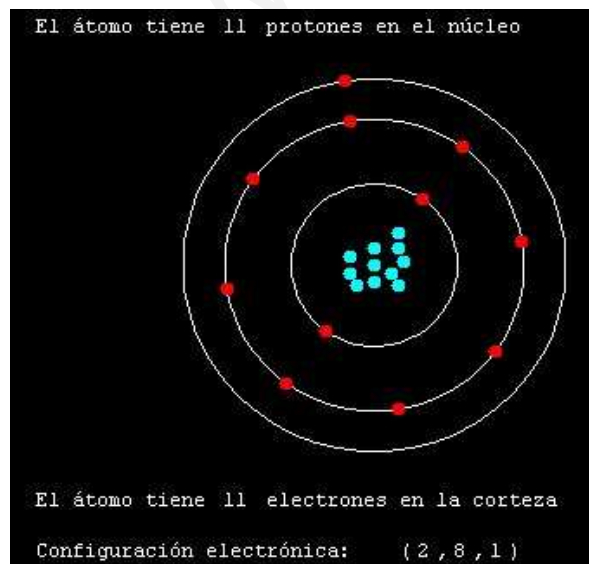 El átomo tiene 11 protones en el núcleo
El átomo tiene 11 electrones en la corteza
Configuración electrónica: (2,8,1)